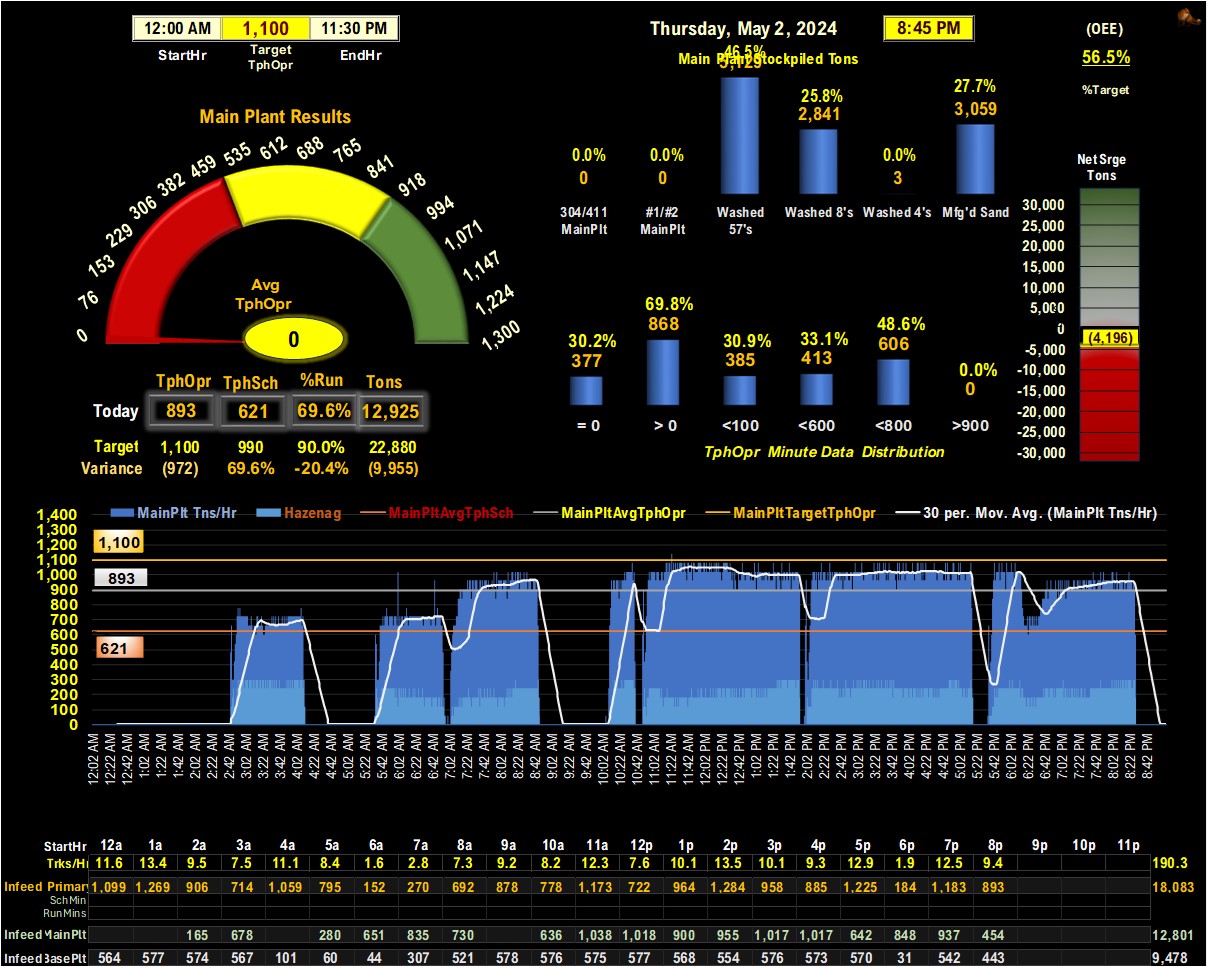 12:00 AM 1,100 11:30 PM
StartHr Target TphOpr EndHr
Thursday, May 2, 2024 8:45 PM
(OEE)
56.5%
%Target
Main Plant Stockpiled Tons
46.5% 25.8% 27.7%
2,841 3,059
0.0% 0.0% 0.0%
0 0 3
304/411 MainPlt #1/#2 MainPlt Washed 57's Washed 8's Washed 4's Mfg'd Sand
Main Plant Results
0 76 153 229 306 382 459 535 612 688 765 841 918 994 1,071 1,147 1,224 1,300
Avg
TphOpr
0
TphOpr TphSch %Run Tons
Today 893 621 69.6% 12,925
Target 1,100 990 90.0% 22,880
Variance (972) 69.6% -20.4% (9,955)
30.2% 69.8% 30.9% 33.1% 48.6% 0.0%
377 868 385 413 606 0
= 0 > 0 <100 <600 <800 >900
TphOpr Minute Data Distribution
Net Srge
Tons
30,000
25,000
20,000
15,000
10,000
5,000
0
(4,196)
-5,000
-10,000
-15,000
-20,000
-25,000
-30,000
MainPlt Tns/Hr Hazenag MainPltAvgTphSch MainPltAvgTphOpr MainPltTargetTphOpr 30 per. Mov. Avg. (MainPlt Tns/Hr)
1,400
1,300
1,200
1,100
1,000
900
800
700
600
500
400
300
200
100
0
1,100
893
621
12:02 AM 12:22 AM 12:42 AM 1:02 AM 1:22 AM 1:42 AM 2:02 AM 2:22 AM 2:42 AM 3:02 AM 3:22 AM 3:42 AM 4:02 AM 4:22 AM 4:42 AM 5:02 AM 5:22 AM 5:42 AM 6:02 AM 6:22 AM 6:42 AM 7:02 AM 7:22 AM 7:42 AM 8:02 AM 8:22 AM 8:42 AM 9:02 AM 9:22 AM 9:42 AM 10:02 AM 10:22 AM 10:42 AM 11:02 AM 11:22 AM 11:42 AM 12:02 PM 12:22 PM 12:42 PM 1:02 PM 1:22 PM 1:42 PM 2:02 PM 2:22 PM 2:42 PM 3:02 PM 3:22 PM 3:42 PM 4:02 PM 4:22 PM 4:42 PM 5:02 PM 5:22 PM 5:42 PM 6:02 PM 6:22 PM 6:42 PM 7:02 PM 7:22 PM 7:42 PM 8:02 PM 8:22 PM 8:42 PM
StartHr 12a 1a 2a 3a 4a 5a 6a 7a 8a 9a 10a 11a 12p 1p 2p 3p 4p 5p 6p 7p 8p 9p 10p 11p
Trks/Hr 11.6 13.4 9.5 7.5 11.1 8.4 1.6 2.8 7.3 9.2 8.2 12.3 7.6 10.1 13.5 10.1 9.3 12.9 1.9 12.5 9.4 190.3
Infeed Primary 1,099 1,269 906 714 1,059 795 152 270 692 878 778 1,173 722 964 1,284 958 885 1,225 184 1,183 893 18,083
SchMin
RunMins
Infeed MainPlt 165 678 280 651 835 730 636 1,038 1,018 900 955 1,017 1,017 642 848 937 454 12,801
Infeed BasePlt 564 577 574 567 101 60 44 307 521 578 576 575 577 568 554 576 573 570 31 542 443 9,478